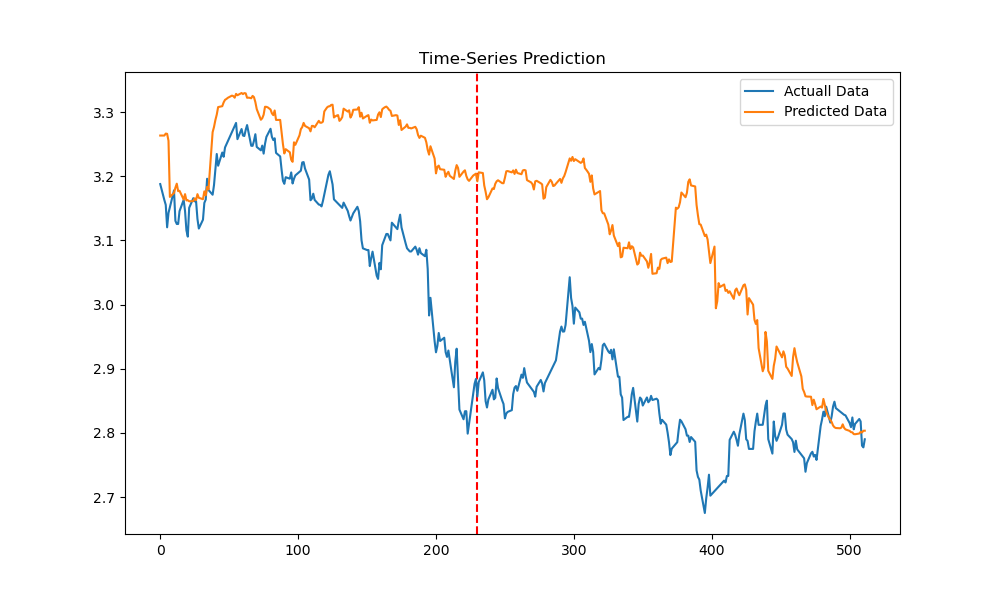 Time-Series Prediction
Actuall Data
Predicted Data
3.3
3.2
3.1
3.0
2.9
2.8
2.7
0 100 200 300 400 500